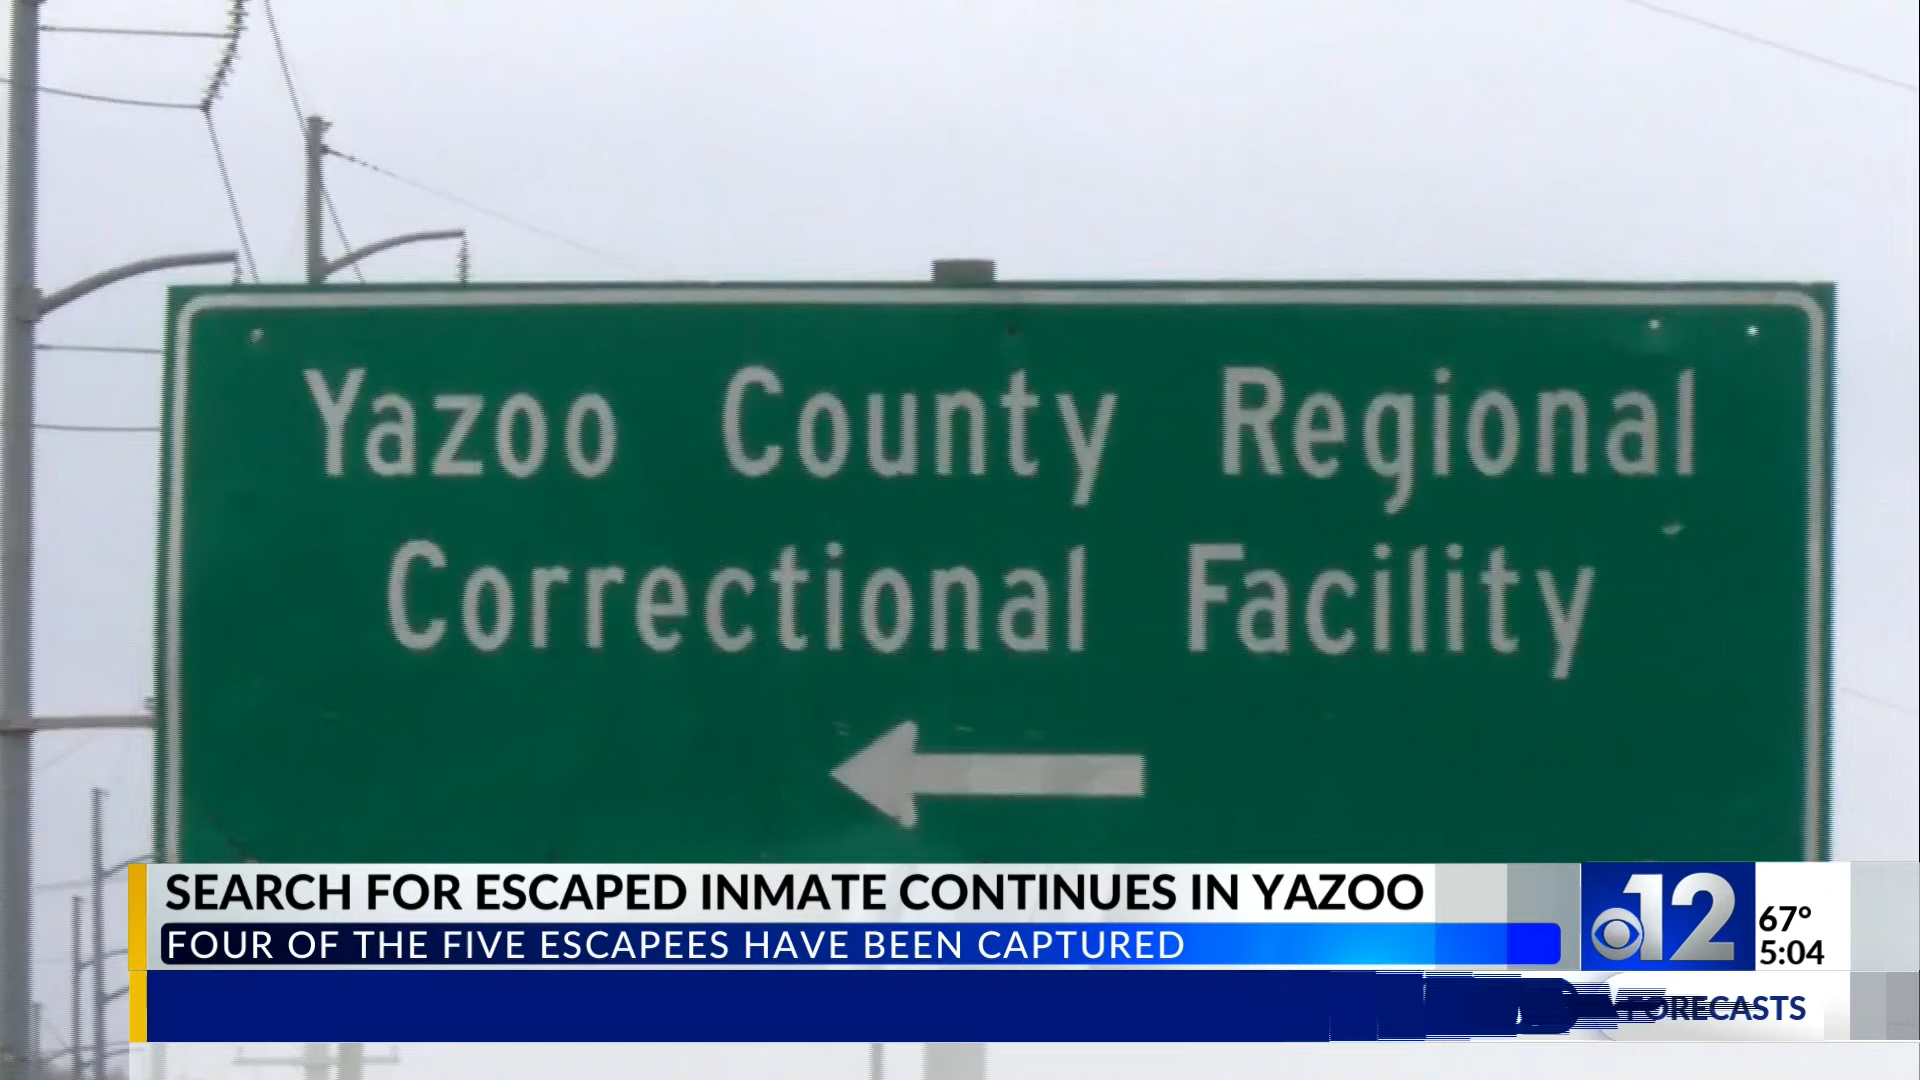 Yazoo County Regional
Correctional Facility
SEARCH FOR ESCAPED INMATE CONTINUES IN YAZOO
FOUR OF THE FIVE ESCAPEES HAVE BEEN CAPTURED
12
67°
5:04
FORECASTS